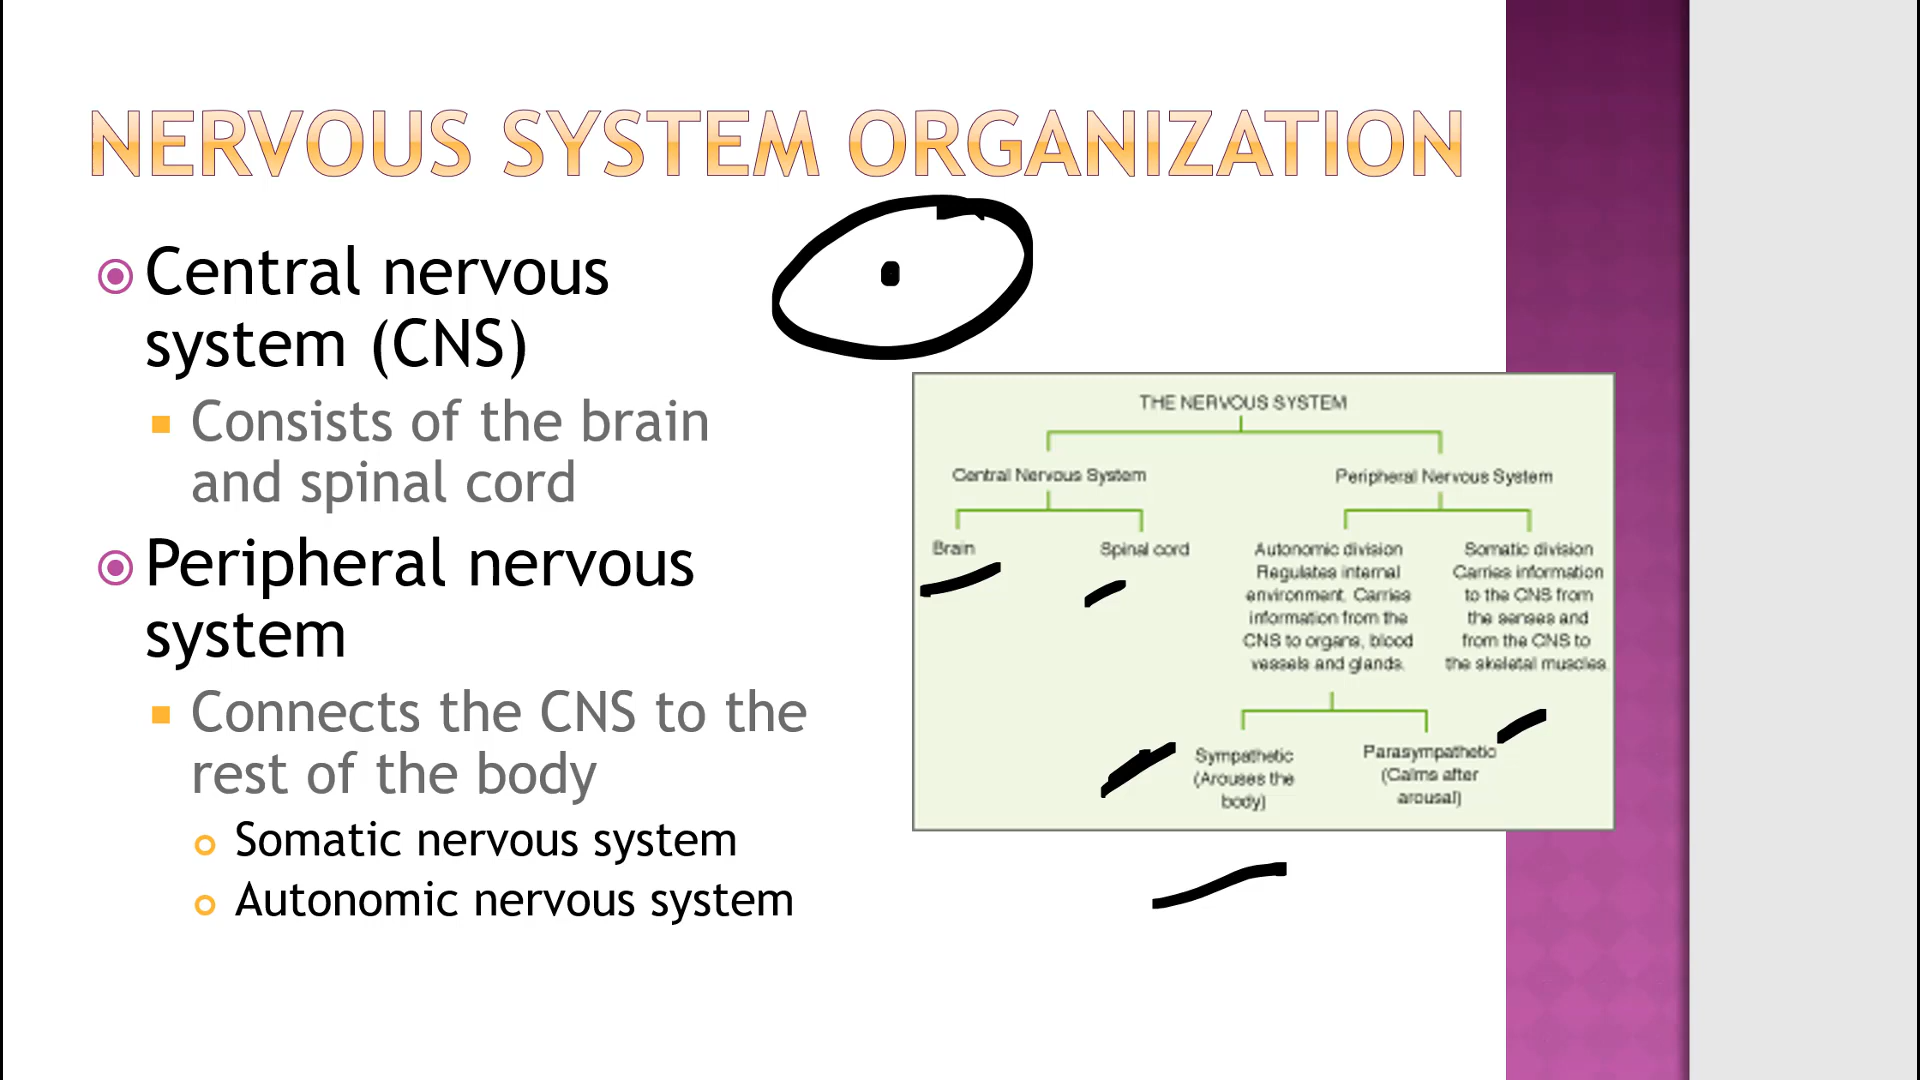 NERVOUS SYSTEM ORGANIZATION
Central nervous
system (CNS)
Consists of the brain
and spinal cord
Peripheral nervous
system
Connects the CNS to the
rest of the body
Somatic nervous system
Autonomic nervous system
THE NERVOUS SYSTEM
Central Nervous System
Peripheral Nervous System
Brain
Spinal cord
Autonomic division
Regulates internal
environment. Carries
information from the
CNS to organs, blood
vessels and glands.
Somatic division
Carries information
to the CNS from
the senses and
from the CNS to
the skeletal muscles
Sympathetic
(Arouses the
body)
Parasympathetic
(Calms after
arousal)